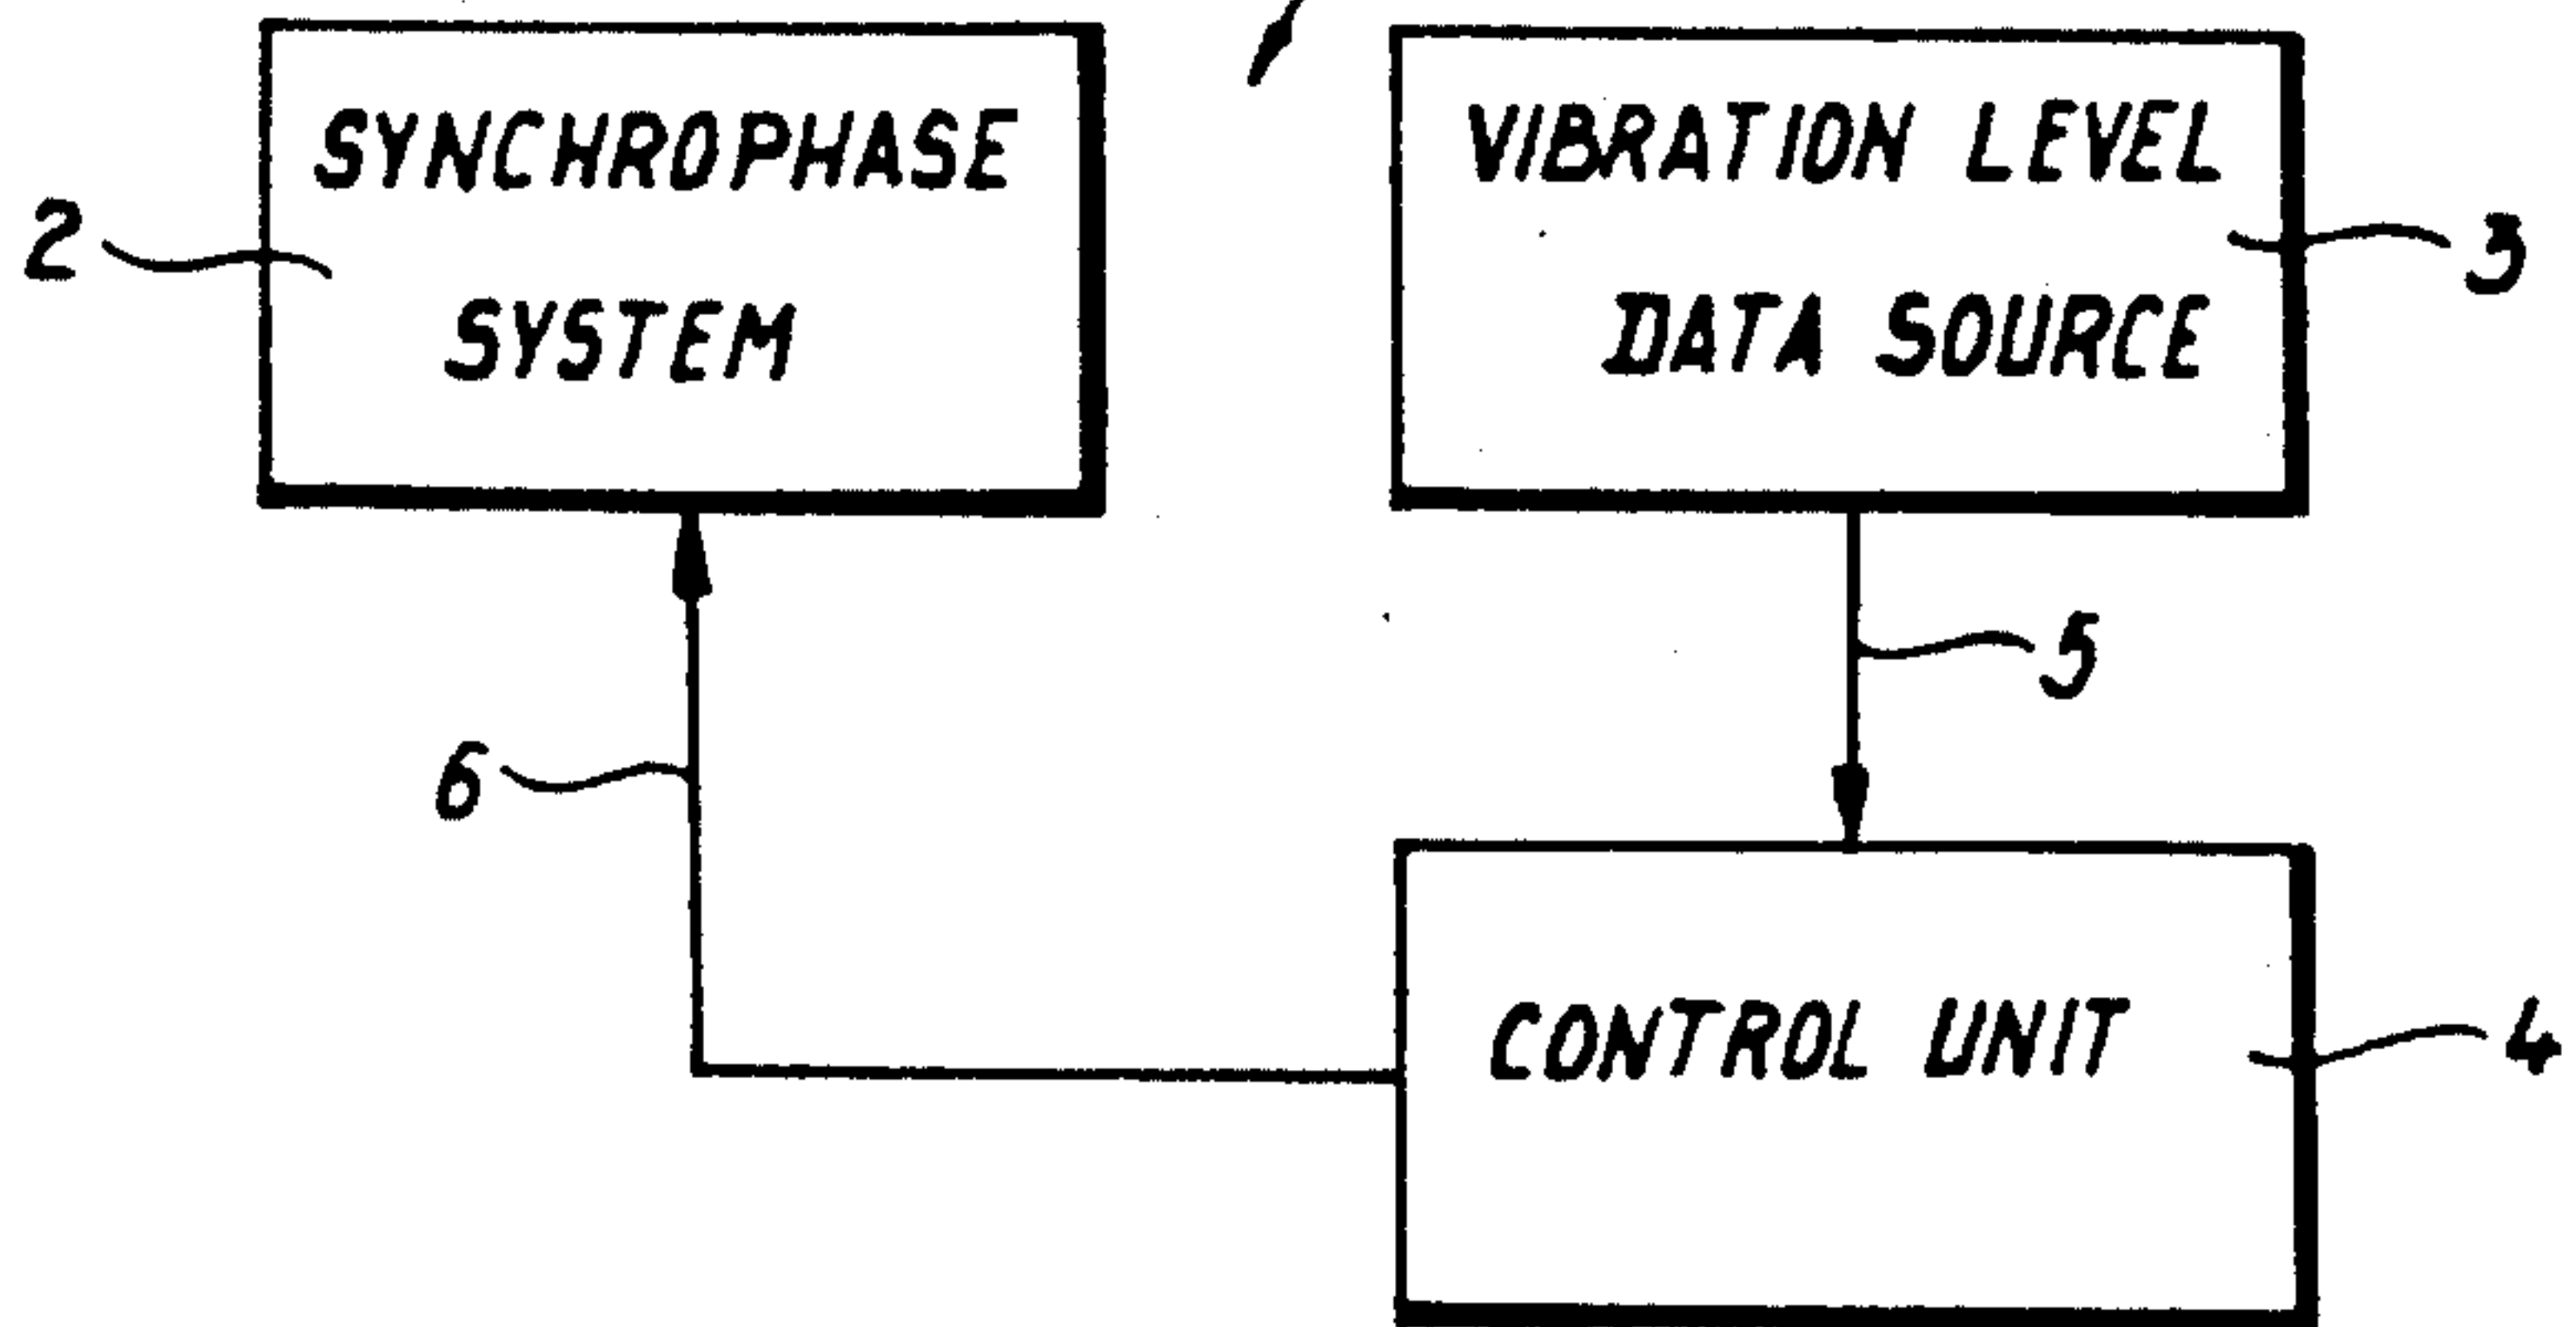 SYNCHROPHASE
SYSTEM
2
VIBRATION LEVEL
DATA SOURCE
3
5
6
CONTROL UNIT
4